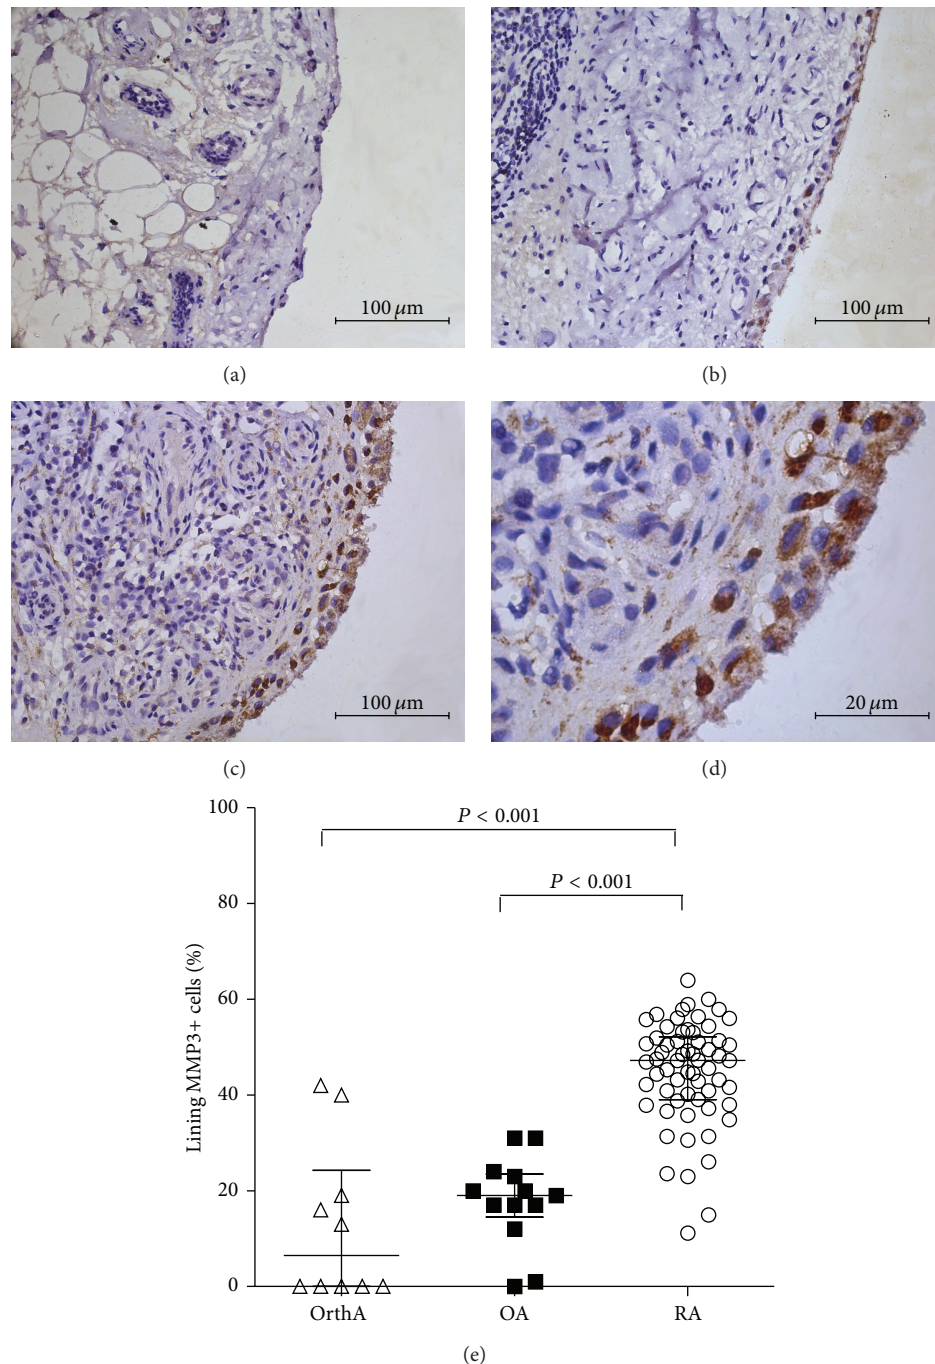 100 μm
100 μm
(a)
(b)
100 μm
20 μm
(c)
(d)
100
80
60
40
20
0
Lining MMP3+ cells (%)
P < 0.001
P < 0.001
OrthA
OA
RA
(e)